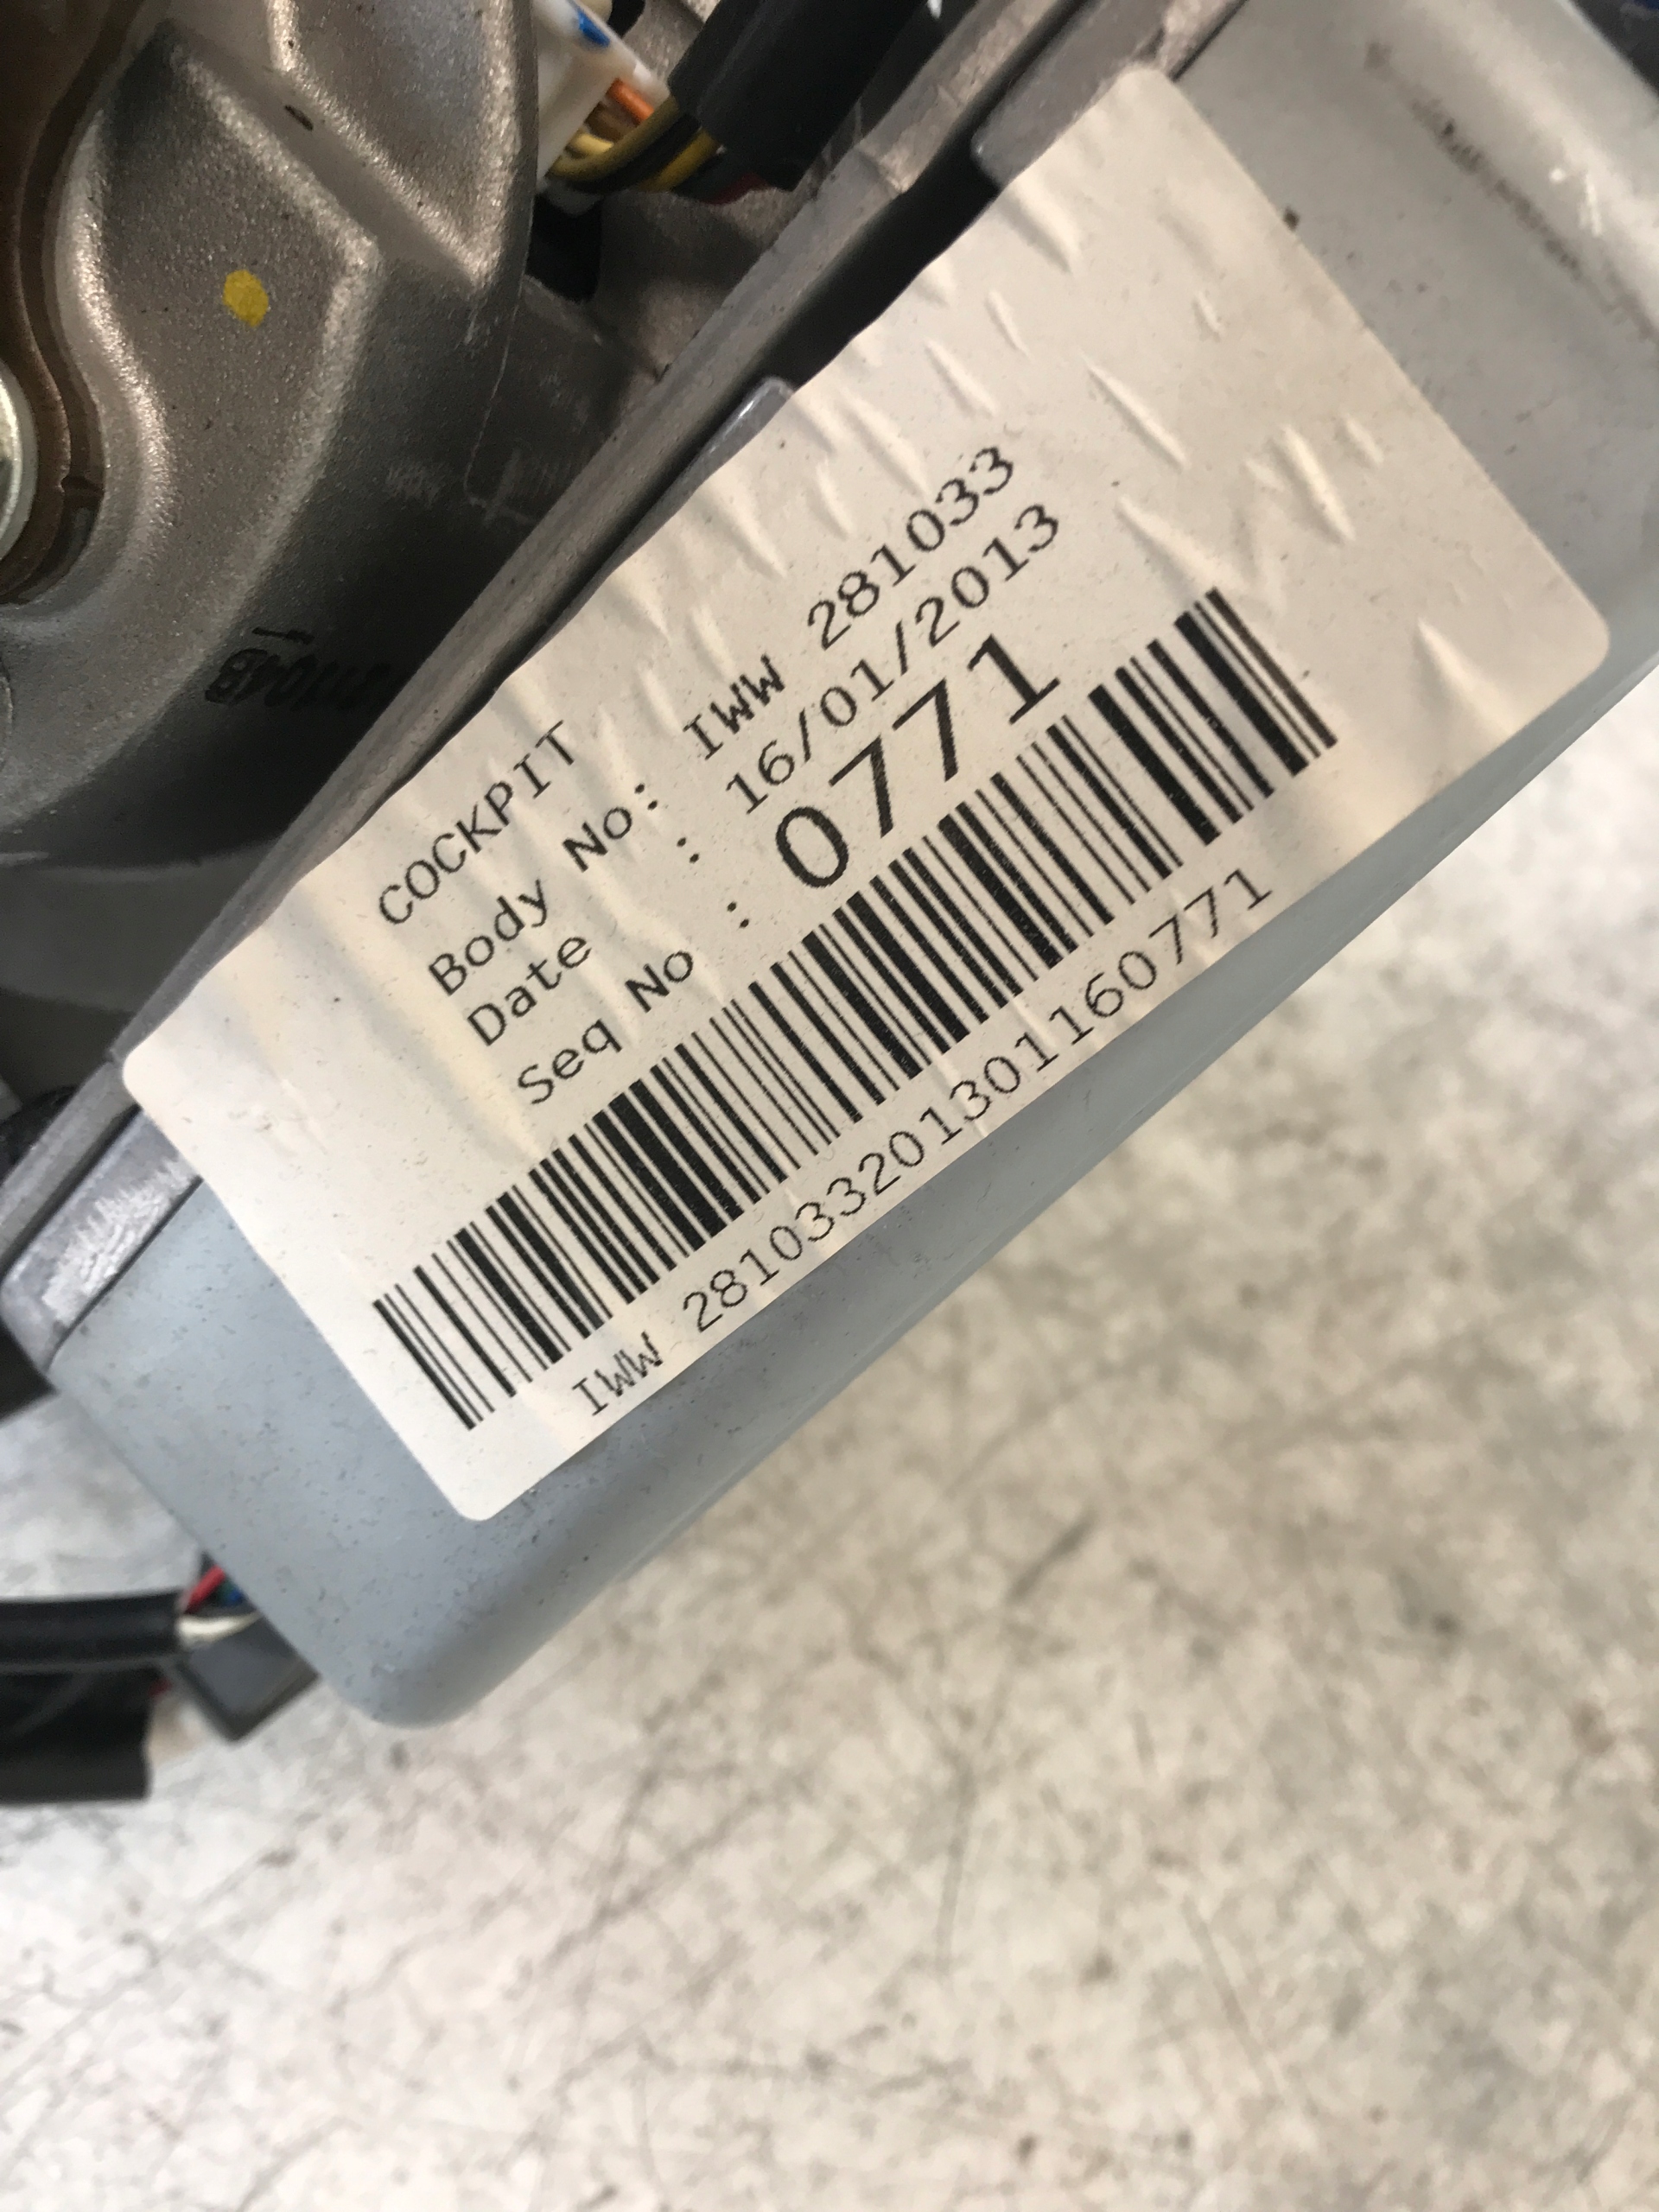 COCKPIT
Body No: IWW 281033
Date : 16/01/2013
Seq No : 0771
IWW 281033201301160771